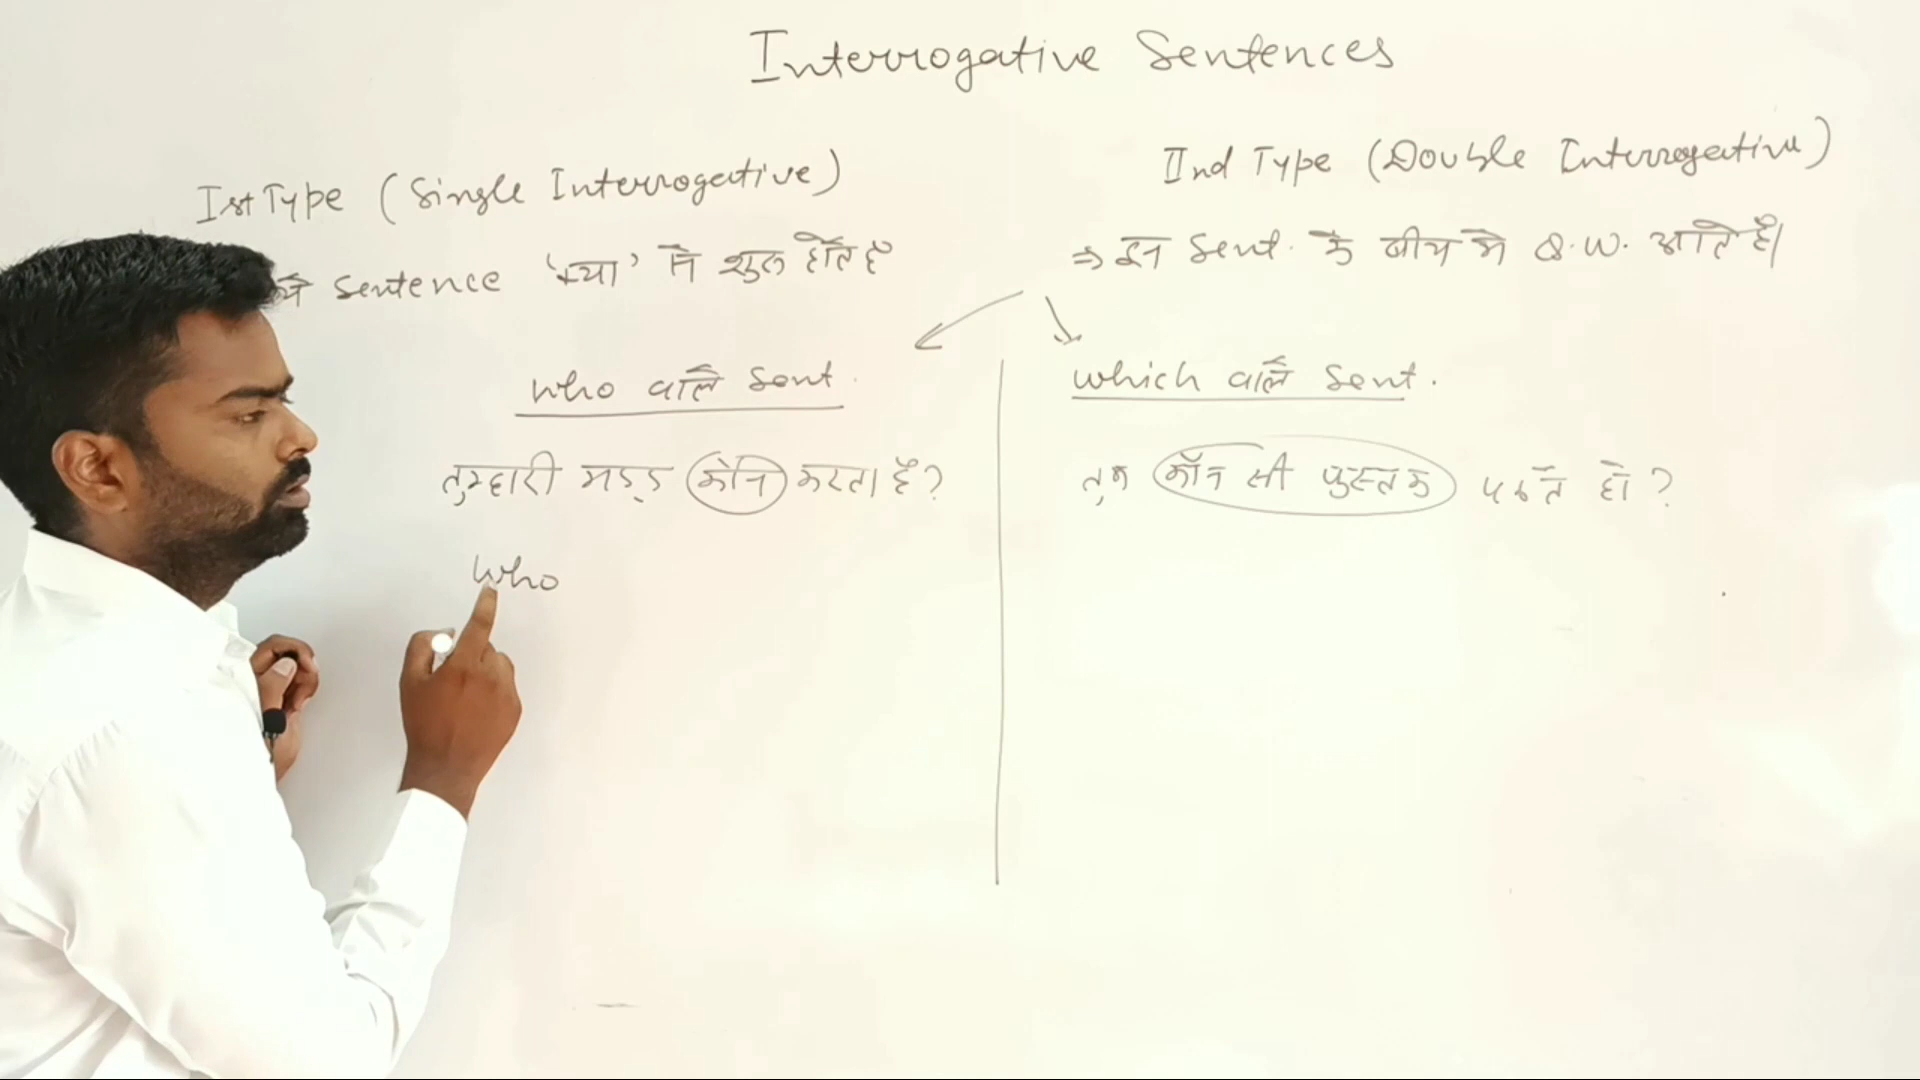 Interrogative Sentences
Ist Type (Single Interrogative)
ये sentence 'क्या' से शुरू होते है
IInd Type (Double Interrogative)
⇒ इन Sent. के बीच मे Q.W. आते है।
who वाले Sent.
तुम्हारी मदद कौन करता है?
who
which वाले Sent.
तुम कौन सी पुस्तक पढते हो?